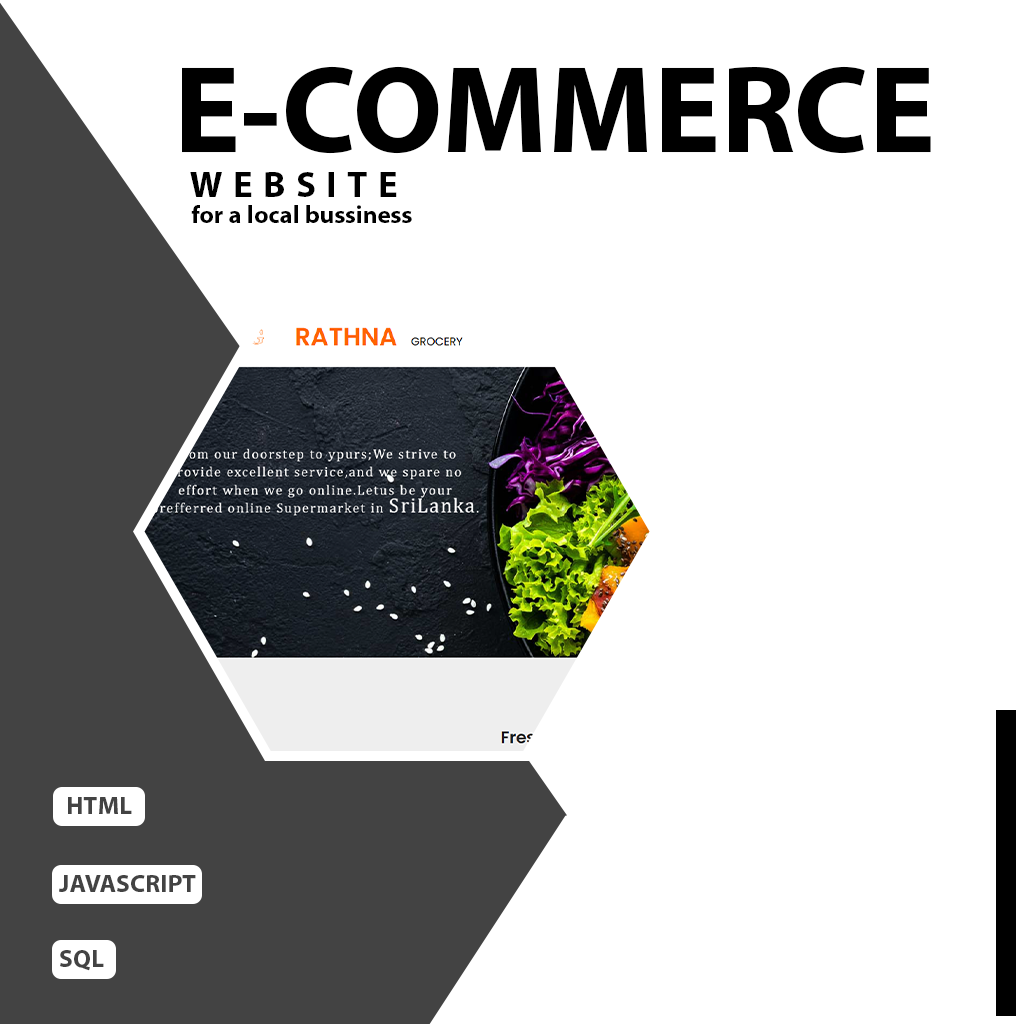 E-COMMERCE
WEBSITE
for a local bussiness
RATHNA GROCERY
om our doorstep to ypurs;We strive to
rovide excellent service,and we spare no
effort when we go online.Letus be your
refferred online Supermarket in SriLanka.
Fres
HTML
JAVASCRIPT
SQL